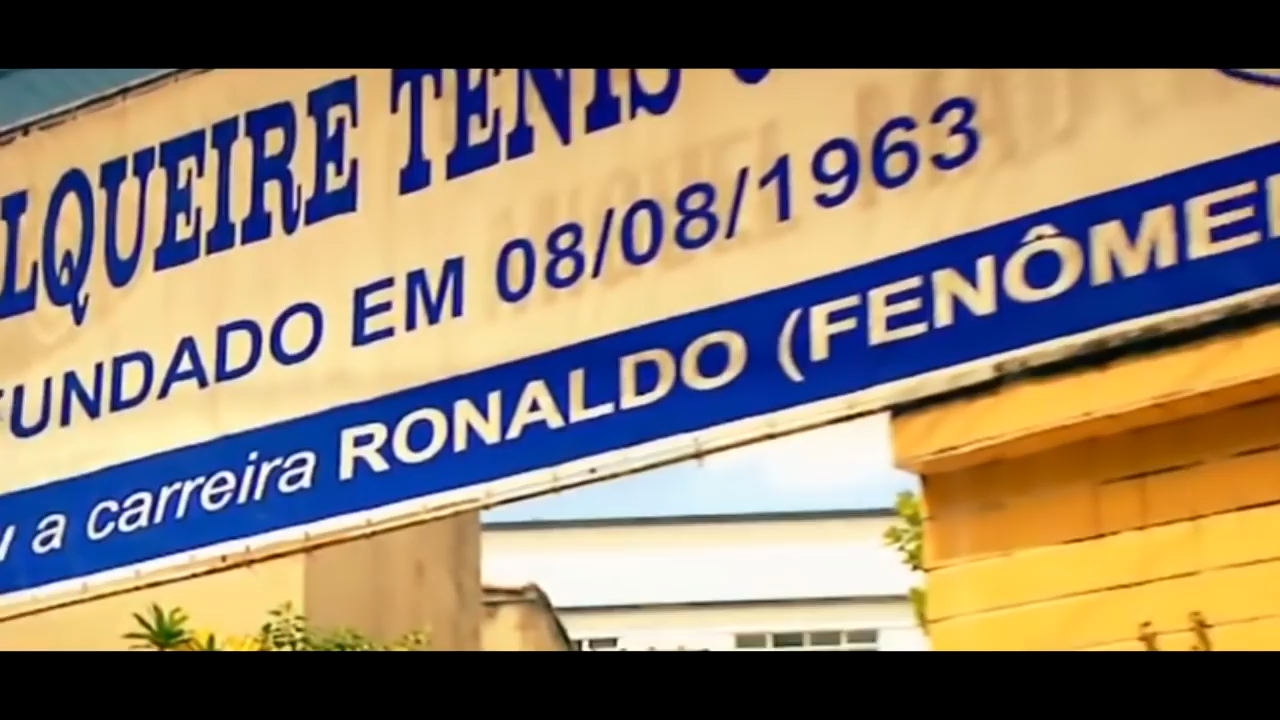 LQUEIRE TENIS
FUNDADO EM 08/08/1963
u a carreira RONALDO (FENÔME